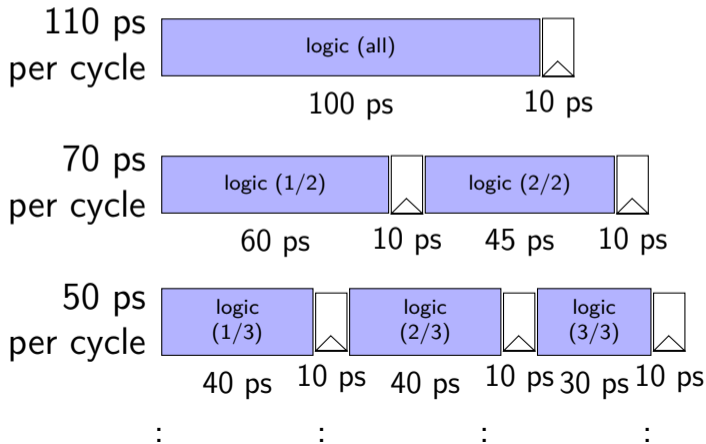 110 ps
per cycle
logic (all)
100 ps
10 ps
70 ps
per cycle
logic (1/2)
logic (2/2)
60 ps
10 ps
45 ps
10 ps
50 ps
per cycle
logic
(1/3)
logic
(2/3)
logic
(3/3)
40 ps
10 ps
40 ps
10 ps
30 ps
10 ps